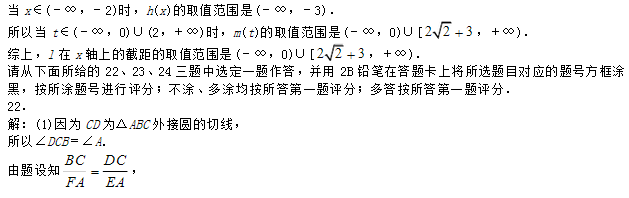 当 x∈(－∞，－2)时，h(x)的取值范围是(－∞，－3)．
所以当 t∈(－∞，0)∪(2，＋∞)时，m(t)的取值范围是(－∞，0)∪[2√2＋3，＋∞)．
综上，l 在 x 轴上的截距的取值范围是(－∞，0)∪[2√2＋3，＋∞)．
请从下面所给的 22、23、24 三题中选定一题作答，并用 2B 铅笔在答题卡上将所选题目对应的题号方框涂
黑，按所涂题号进行评分；不涂、多涂均按所答第一题评分；多答按所答第一题评分．
22．
解：(1)因为 CD 为△ABC 外接圆的切线，
所以∠DCB＝∠A.
由题设知 BC/FA = DC/EA，